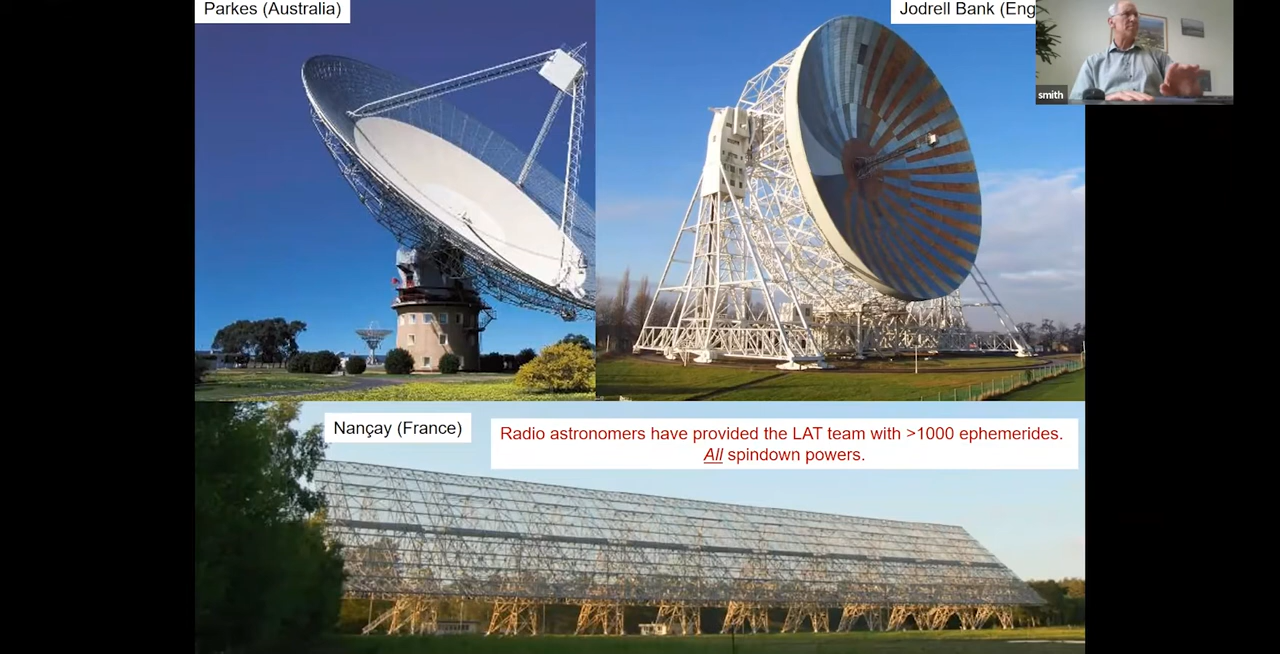 Parkes (Australia)
Jodrell Bank (Eng
smith
Nançay (France)
Radio astronomers have provided the LAT team with >1000 ephemerides.
All spindown powers.